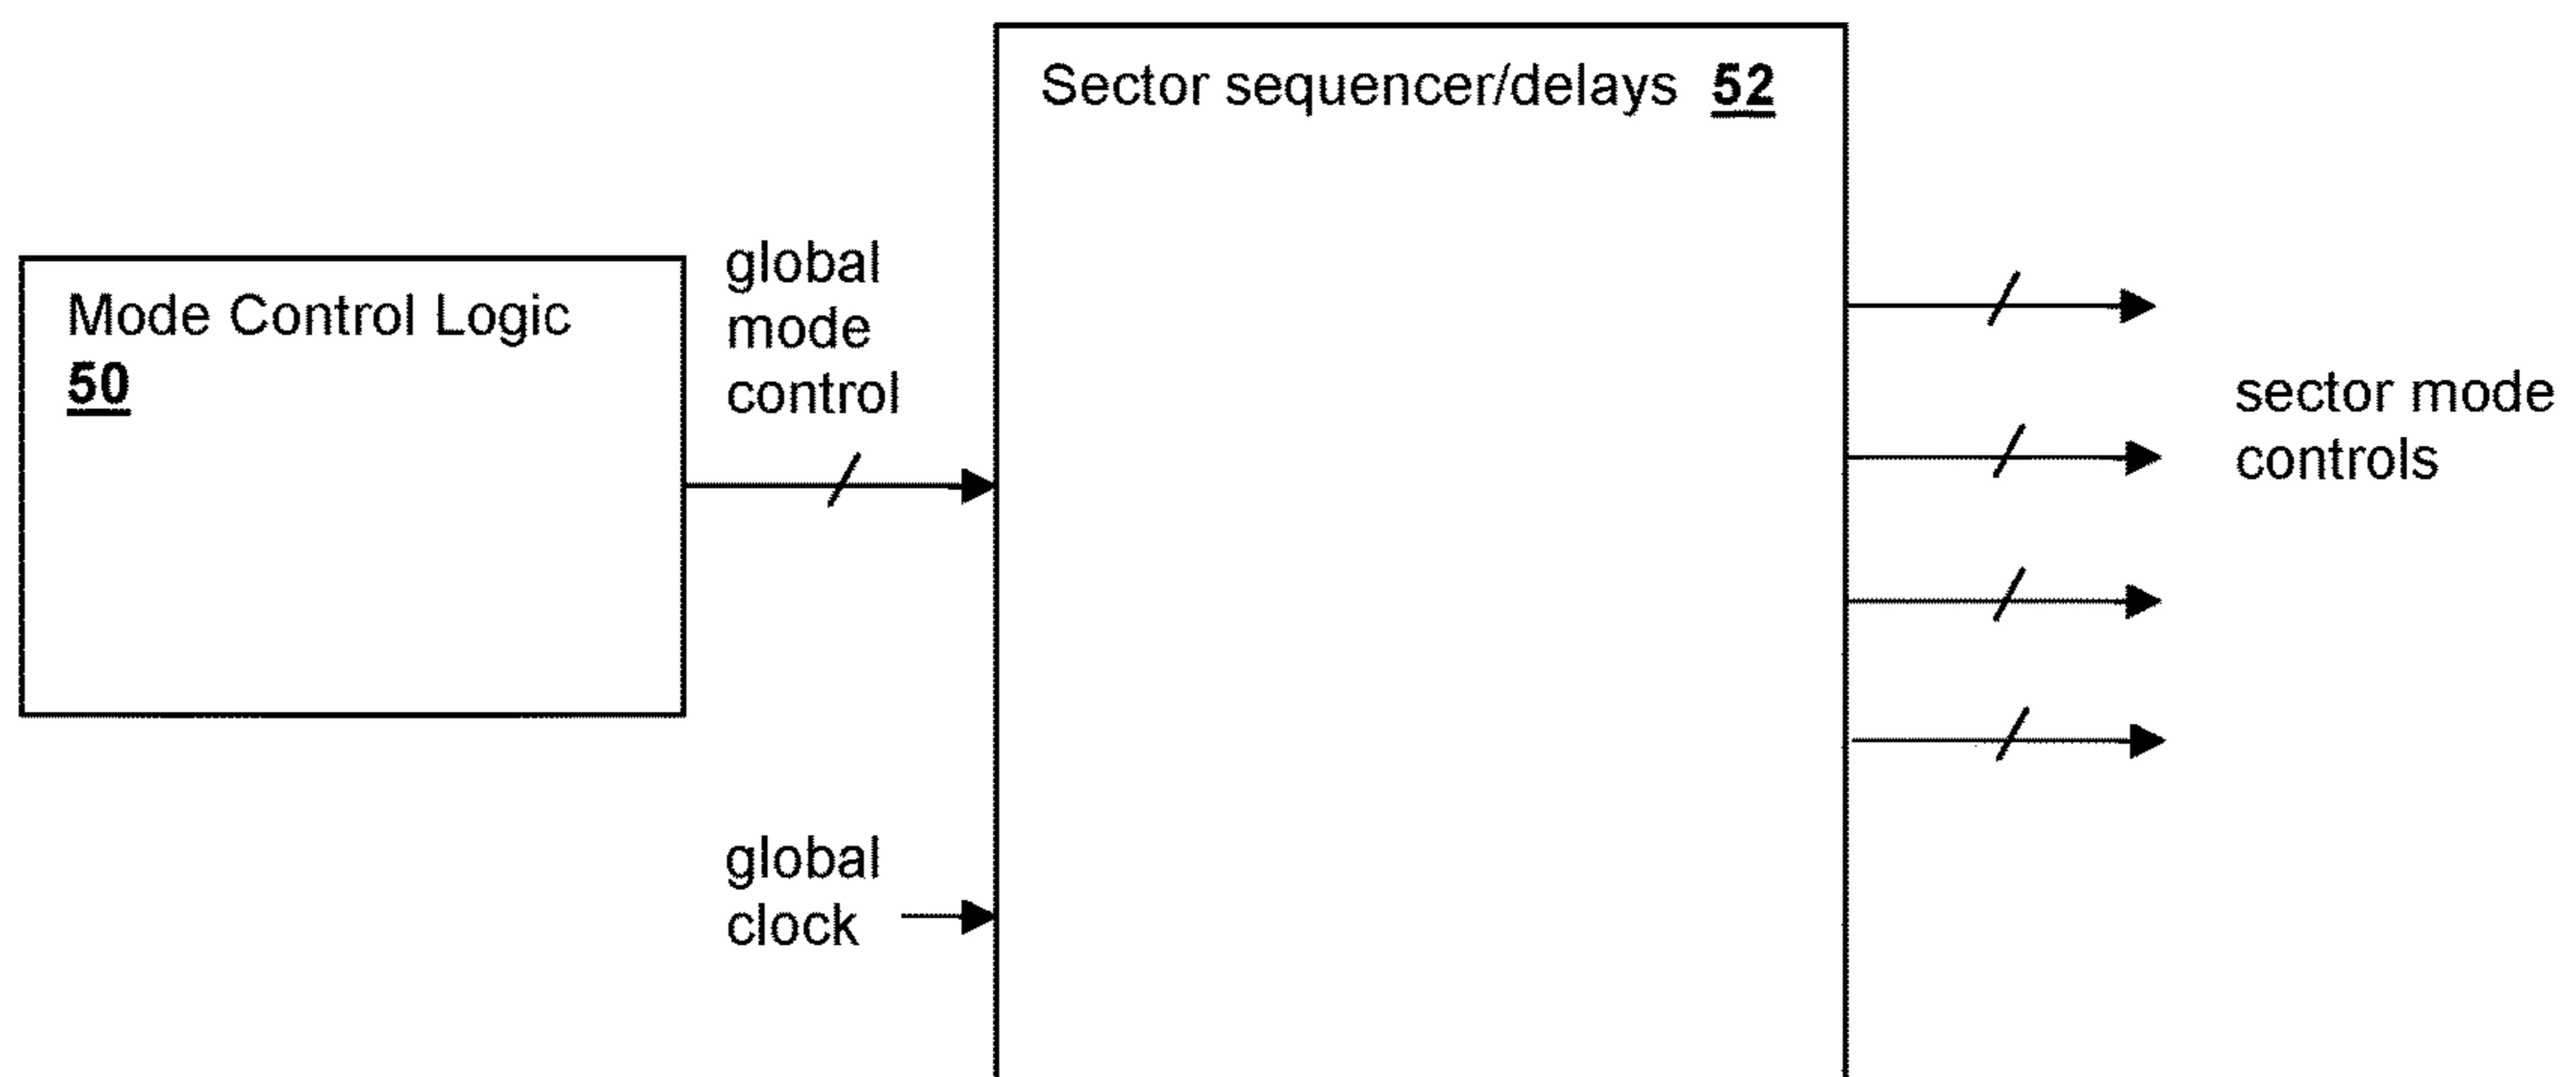 Sector sequencer/delays 52
Mode Control Logic
50
global
mode
control
sector mode
controls
global
clock